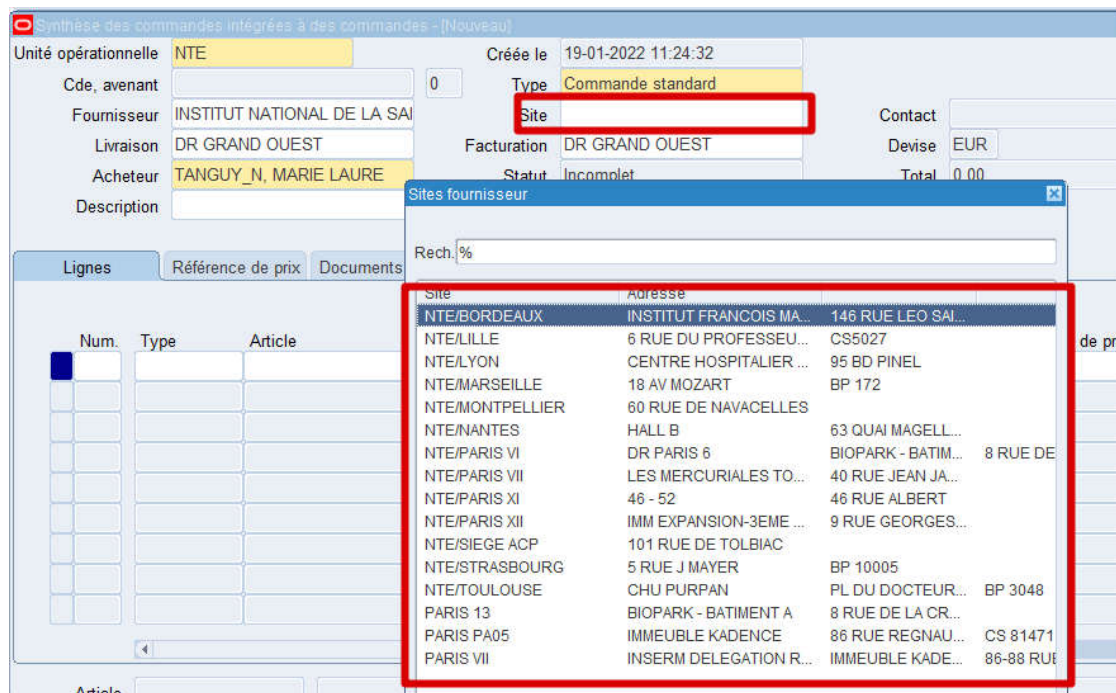 Synthèse des commandes intégrées à des commandes - [Nouveau]
Unité opérationnelle NTE Créée le 19-01-2022 11:24:32
Cde, avenant 0 Type Commande standard
Fournisseur INSTITUT NATIONAL DE LA SAI Site Contact
Livraison DR GRAND OUEST Facturation DR GRAND OUEST Devise EUR
Acheteur TANGUY_N, MARIE LAURE Statut Incomplet Total 0,00
Description
Sites fournisseur
Rech. %
Lignes Référence de prix Documents
Site Adresse
NTE/BORDEAUX INSTITUT FRANCOIS MA... 146 RUE LEO SAI...
Num. Type Article de pr
NTE/LILLE 6 RUE DU PROFESSEU... CS5027
NTE/LYON CENTRE HOSPITALIER ... 95 BD PINEL
NTE/MARSEILLE 18 AV MOZART BP 172
NTE/MONTPELLIER 60 RUE DE NAVACELLES
NTE/NANTES HALL B 63 QUAI MAGELL...
NTE/PARIS VI DR PARIS 6 BIOPARK - BATIM... 8 RUE DE
NTE/PARIS VII LES MERCURIALES TO... 40 RUE JEAN JA...
NTE/PARIS XI 46 - 52 46 RUE ALBERT
NTE/PARIS XII IMM EXPANSION-3EME ... 9 RUE GEORGES...
NTE/SIEGE ACP 101 RUE DE TOLBIAC
NTE/STRASBOURG 5 RUE J MAYER BP 10005
NTE/TOULOUSE CHU PURPAN PL DU DOCTEUR... BP 3048
PARIS 13 BIOPARK - BATIMENT A 8 RUE DE LA CR...
PARIS PA05 IMMEUBLE KADENCE 86 RUE REGNAU... CS 81471
PARIS VII INSERM DELEGATION R... IMMEUBLE KADE... 86-88 RUE
Article